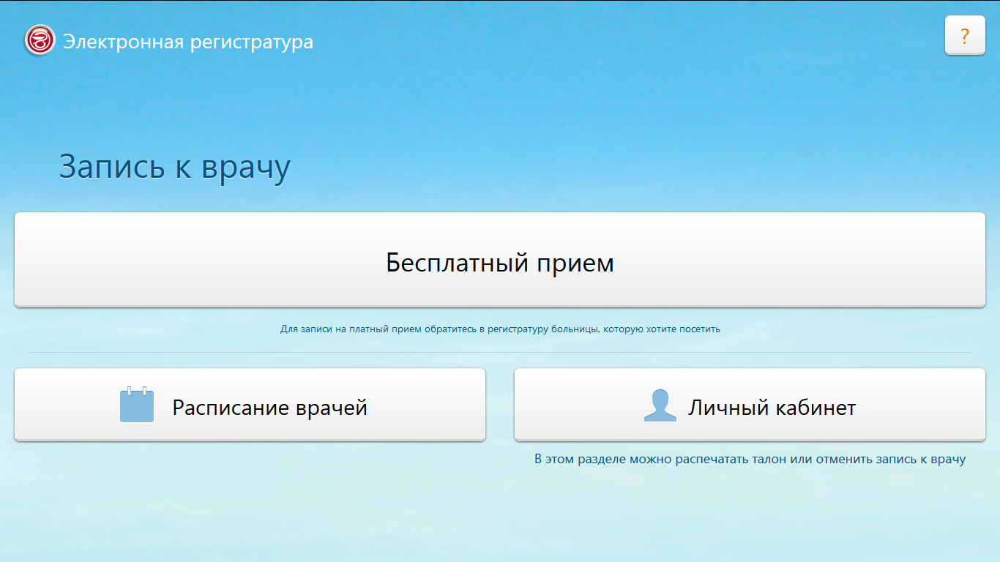 Электронная регистратура
?
Запись к врачу
Бесплатный прием
Для записи на платный прием обратитесь в регистратуру больницы, которую хотите посетить
Расписание врачей
Личный кабинет
В этом разделе можно распечатать талон или отменить запись к врачу